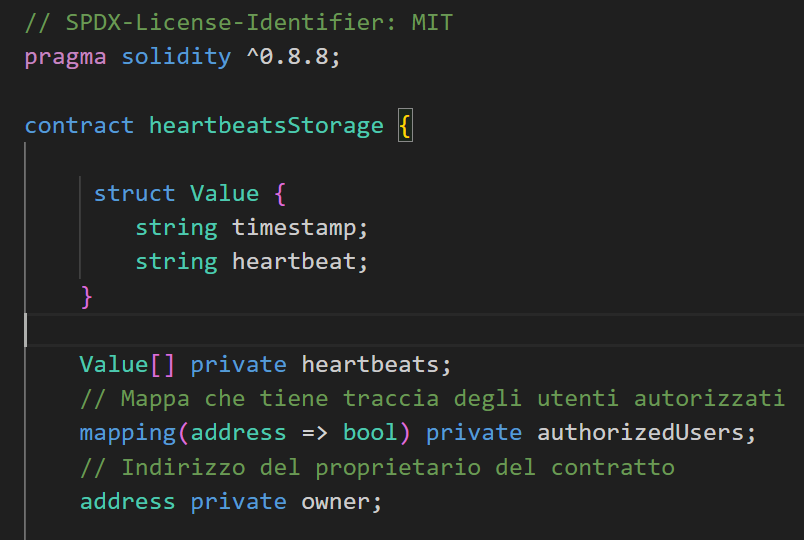 // SPDX-License-Identifier: MIT
pragma solidity ^0.8.8;
contract heartbeatsStorage {
struct Value {
string timestamp;
string heartbeat;
}
Value[] private heartbeats;
// Mappa che tiene traccia degli utenti autorizzati
mapping(address => bool) private authorizedUsers;
// Indirizzo del proprietario del contratto
address private owner;